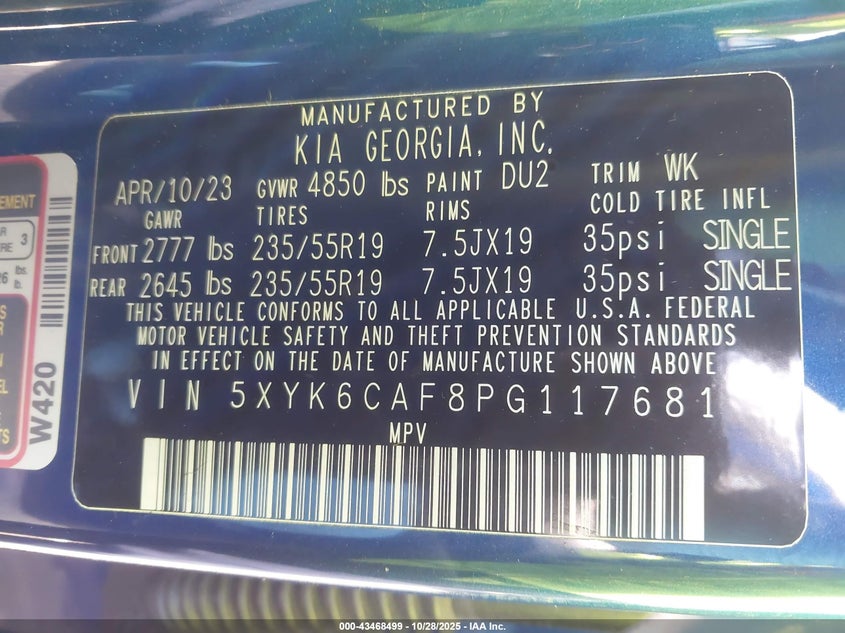 MANUFACTURED BY
KIA GEORGIA, INC.
APR/10/23 GVWR 4850 lbs PAINT DU2 TRIM WK
GAWR TIRES RIMS COLD TIRE INFL
FRONT 2777 lbs 235/55R19 7.5JX19 35psi SINGLE
REAR 2645 lbs 235/55R19 7.5JX19 35psi SINGLE
THIS VEHICLE CONFORMS TO ALL APPLICABLE U.S.A. FEDERAL
MOTOR VEHICLE SAFETY AND THEFT PREVENTION STANDARDS
IN EFFECT ON THE DATE OF MANUFACTURE SHOWN ABOVE
VIN 5XYK6CAF8PG117681
MPV
W420
3
lbs.
lb.
000-43468499 - 10/28/2025 - IAA Inc.